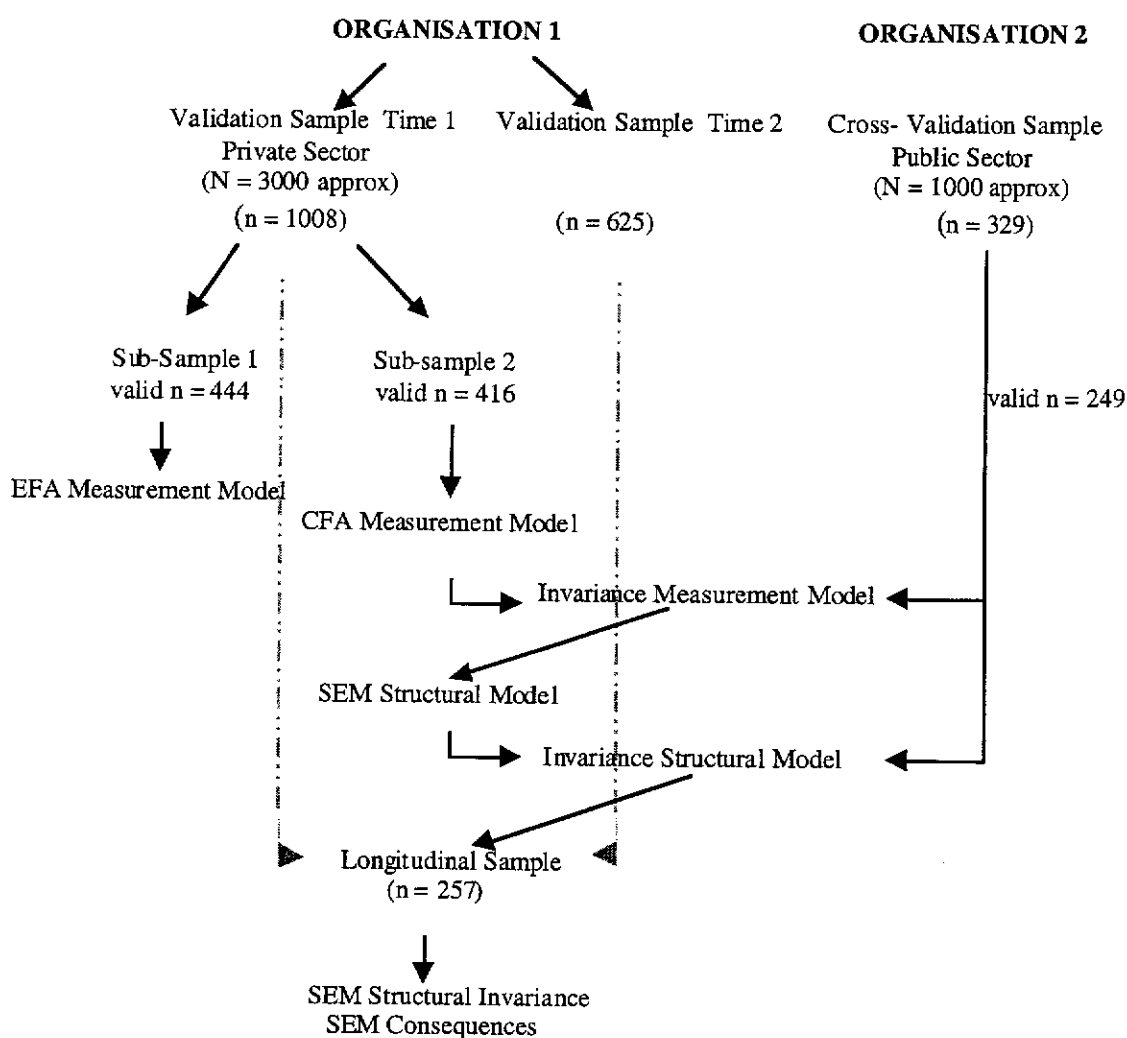 ORGANISATION 1
ORGANISATION 2
Validation Sample Time 1
Private Sector
(N = 3000 approx)
(n = 1008)
Validation Sample Time 2
(n = 625)
Cross- Validation Sample
Public Sector
(N = 1000 approx)
(n = 329)
Sub-Sample 1
valid n = 444
Sub-sample 2
valid n = 416
valid n = 249
EFA Measurement Model
CFA Measurement Model
Invariance Measurement Model
SEM Structural Model
Invariance Structural Model
Longitudinal Sample
(n = 257)
SEM Structural Invariance
SEM Consequences